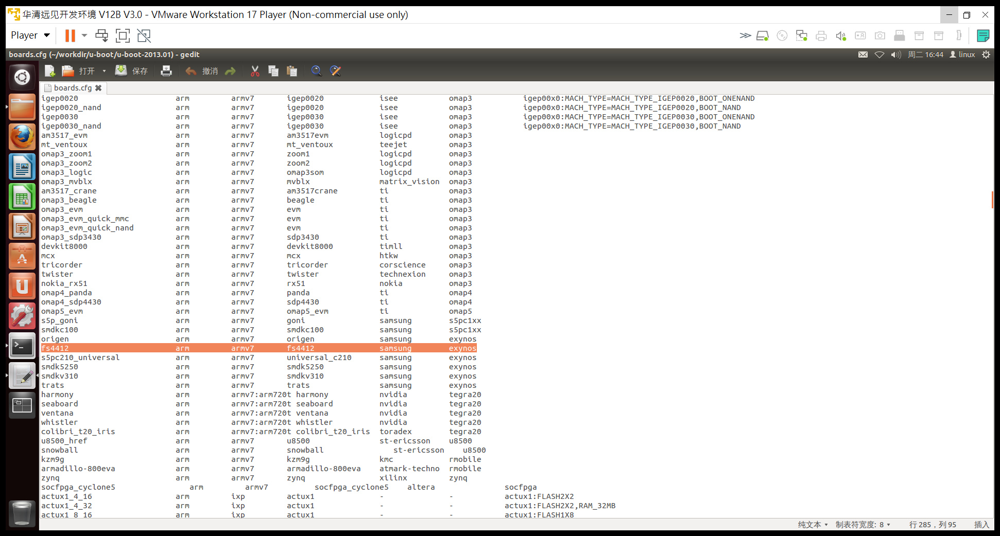 华清远见开发环境 V12B V3.0 - VMware Workstation 17 Player (Non-commercial use only)
Player
boards.cfg (~/workdir/u-boot/u-boot-2013.01) - gedit 周二 16:44 linux
打开 保存 撤消
boards.cfg
igep0020 arm armv7 igep0020 isee omap3 igep00x0:MACH_TYPE=MACH_TYPE_IGEP0020,BOOT_ONENAND
igep0020_nand arm armv7 igep0020 isee omap3 igep00x0:MACH_TYPE=MACH_TYPE_IGEP0020,BOOT_NAND
igep0030 arm armv7 igep0030 isee omap3 igep00x0:MACH_TYPE=MACH_TYPE_IGEP0030,BOOT_ONENAND
igep0030_nand arm armv7 igep0030 isee omap3 igep00x0:MACH_TYPE=MACH_TYPE_IGEP0030,BOOT_NAND
am3517_evm arm armv7 am3517evm logicpd omap3
mt_ventoux arm armv7 mt_ventoux teejet omap3
omap3_zoom1 arm armv7 zoom1 logicpd omap3
omap3_zoom2 arm armv7 zoom2 logicpd omap3
omap3_logic arm armv7 omap3som logicpd omap3
omap3_mvblx arm armv7 mvblx matrix_vision omap3
am3517_crane arm armv7 am3517crane ti omap3
omap3_beagle arm armv7 beagle ti omap3
omap3_evm arm armv7 evm ti omap3
omap3_evm_quick_mmc arm armv7 evm ti omap3
omap3_evm_quick_nand arm armv7 evm ti omap3
omap3_sdp3430 arm armv7 sdp3430 ti omap3
devkit8000 arm armv7 devkit8000 timll omap3
mcx arm armv7 mcx htkw omap3
tricorder arm armv7 tricorder corscience omap3
twister arm armv7 twister technexion omap3
nokia_rx51 arm armv7 rx51 nokia omap3
omap4_panda arm armv7 panda ti omap4
omap4_sdp4430 arm armv7 sdp4430 ti omap4
omap5_evm arm armv7 omap5_evm ti omap5
s5p_goni arm armv7 goni samsung s5pc1xx
smdkc100 arm armv7 smdkc100 samsung s5pc1xx
origen arm armv7 origen samsung exynos
fs4412 arm armv7 fs4412 samsung exynos
s5pc210_universal arm armv7 universal_c210 samsung exynos
smdk5250 arm armv7 smdk5250 samsung exynos
smdkv310 arm armv7 smdkv310 samsung exynos
trats arm armv7 trats samsung exynos
harmony arm armv7:arm720t harmony nvidia tegra20
seaboard arm armv7:arm720t seaboard nvidia tegra20
ventana arm armv7:arm720t ventana nvidia tegra20
whistler arm armv7:arm720t whistler nvidia tegra20
colibri_t20_iris arm armv7:arm720t colibri_t20_iris toradex tegra20
u8500_href arm armv7 u8500 st-ericsson u8500
snowball arm armv7 snowball st-ericsson u8500
kzm9g arm armv7 kzm9g kmc rmobile
armadillo-800eva arm armv7 armadillo-800eva atmark-techno rmobile
zynq arm armv7 zynq xilinx zynq
socfpga_cyclone5 arm armv7 socfpga_cyclone5 altera socfpga
actux1_4_16 arm ixp actux1 - - actux1:FLASH2X2
actux1_4_32 arm ixp actux1 - - actux1:FLASH2X2,RAM_32MB
actux1_8_16 arm ixp actux1 - - actux1:FLASH1X8
纯文本 制表符宽度: 8 行 285，列 95 插入